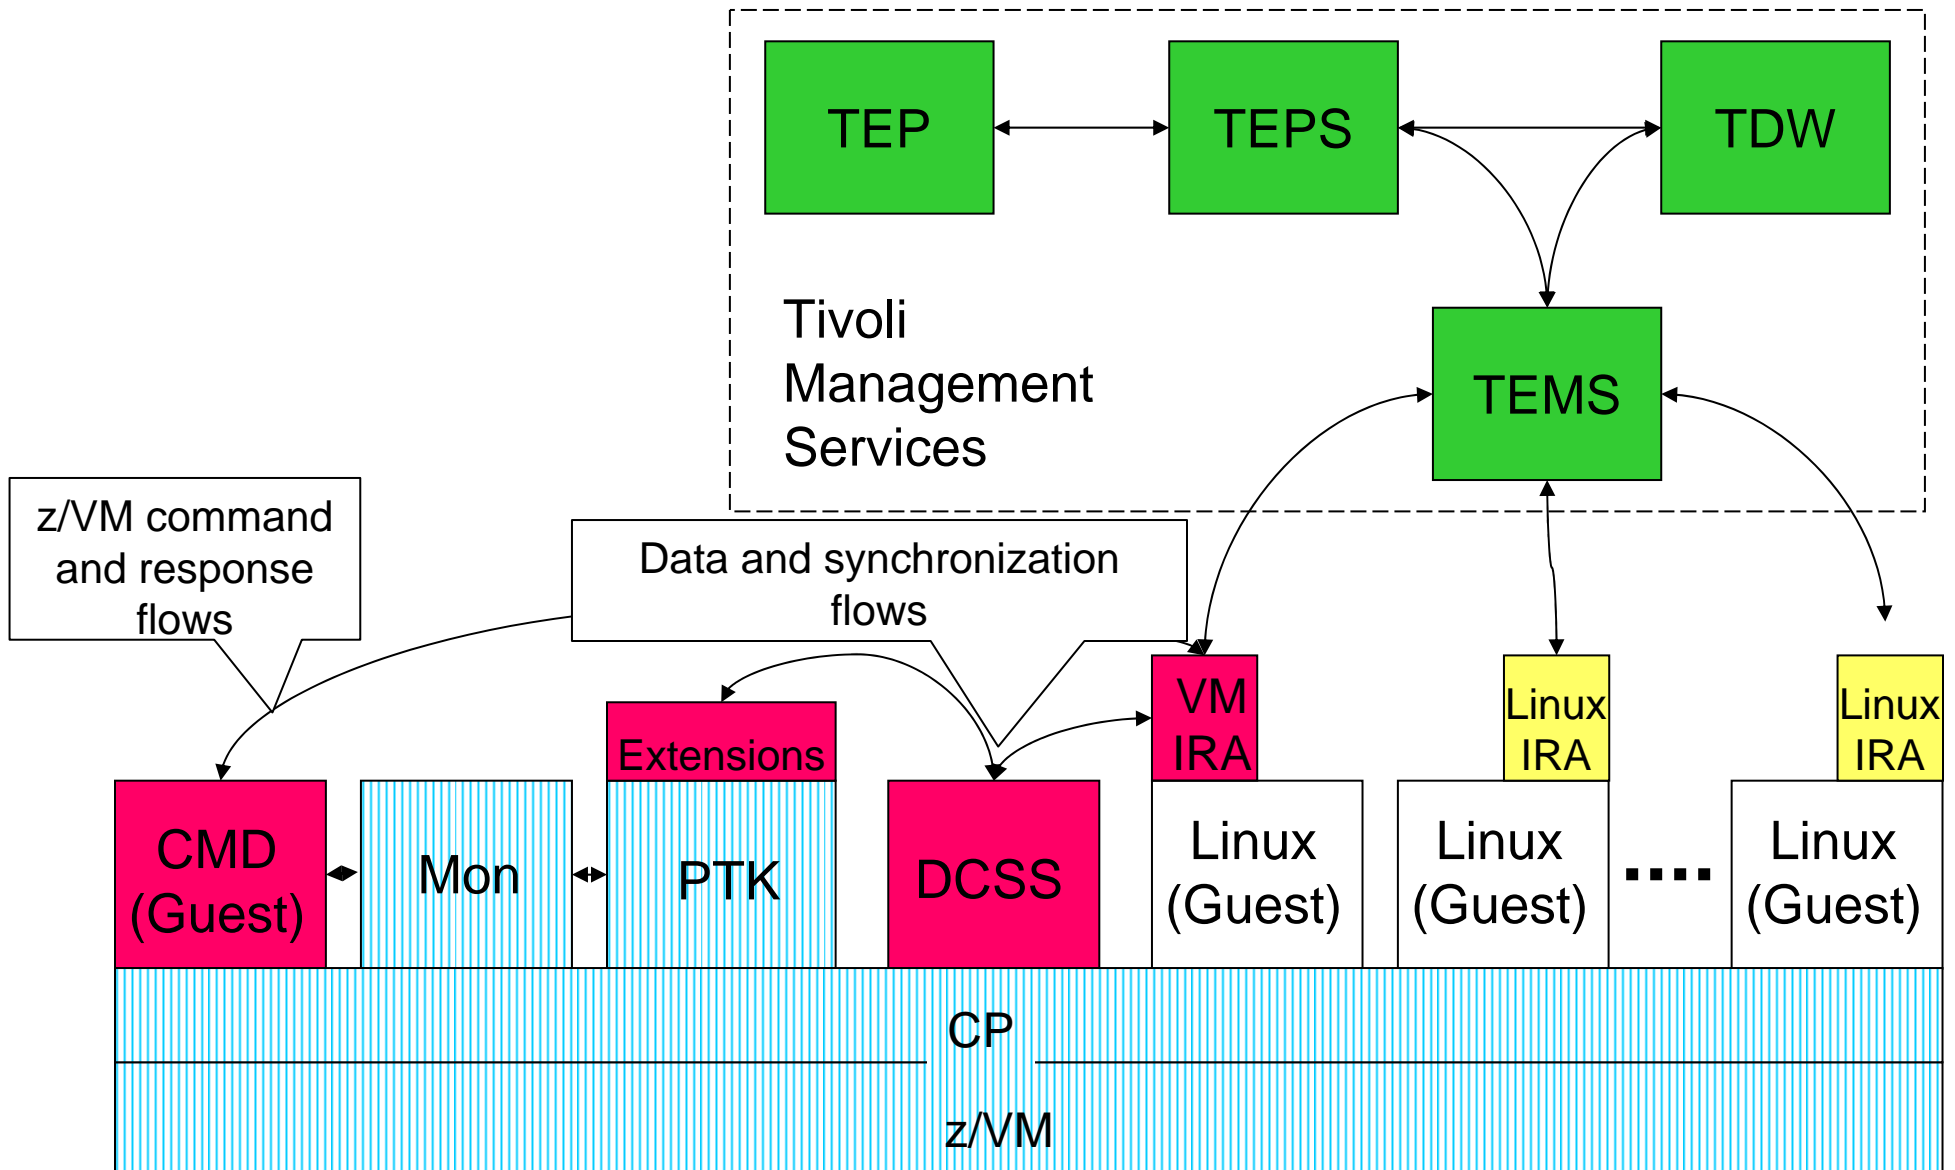 TEP
TEPS
TDW
Tivoli
Management
Services
TEMS
z/VM command
and response
flows
Data and synchronization
flows
Extensions
VM
IRA
Linux
IRA
Linux
IRA
CMD
(Guest)
Mon
PTK
DCSS
Linux
(Guest)
Linux
(Guest)
....
Linux
(Guest)
CP
z/VM